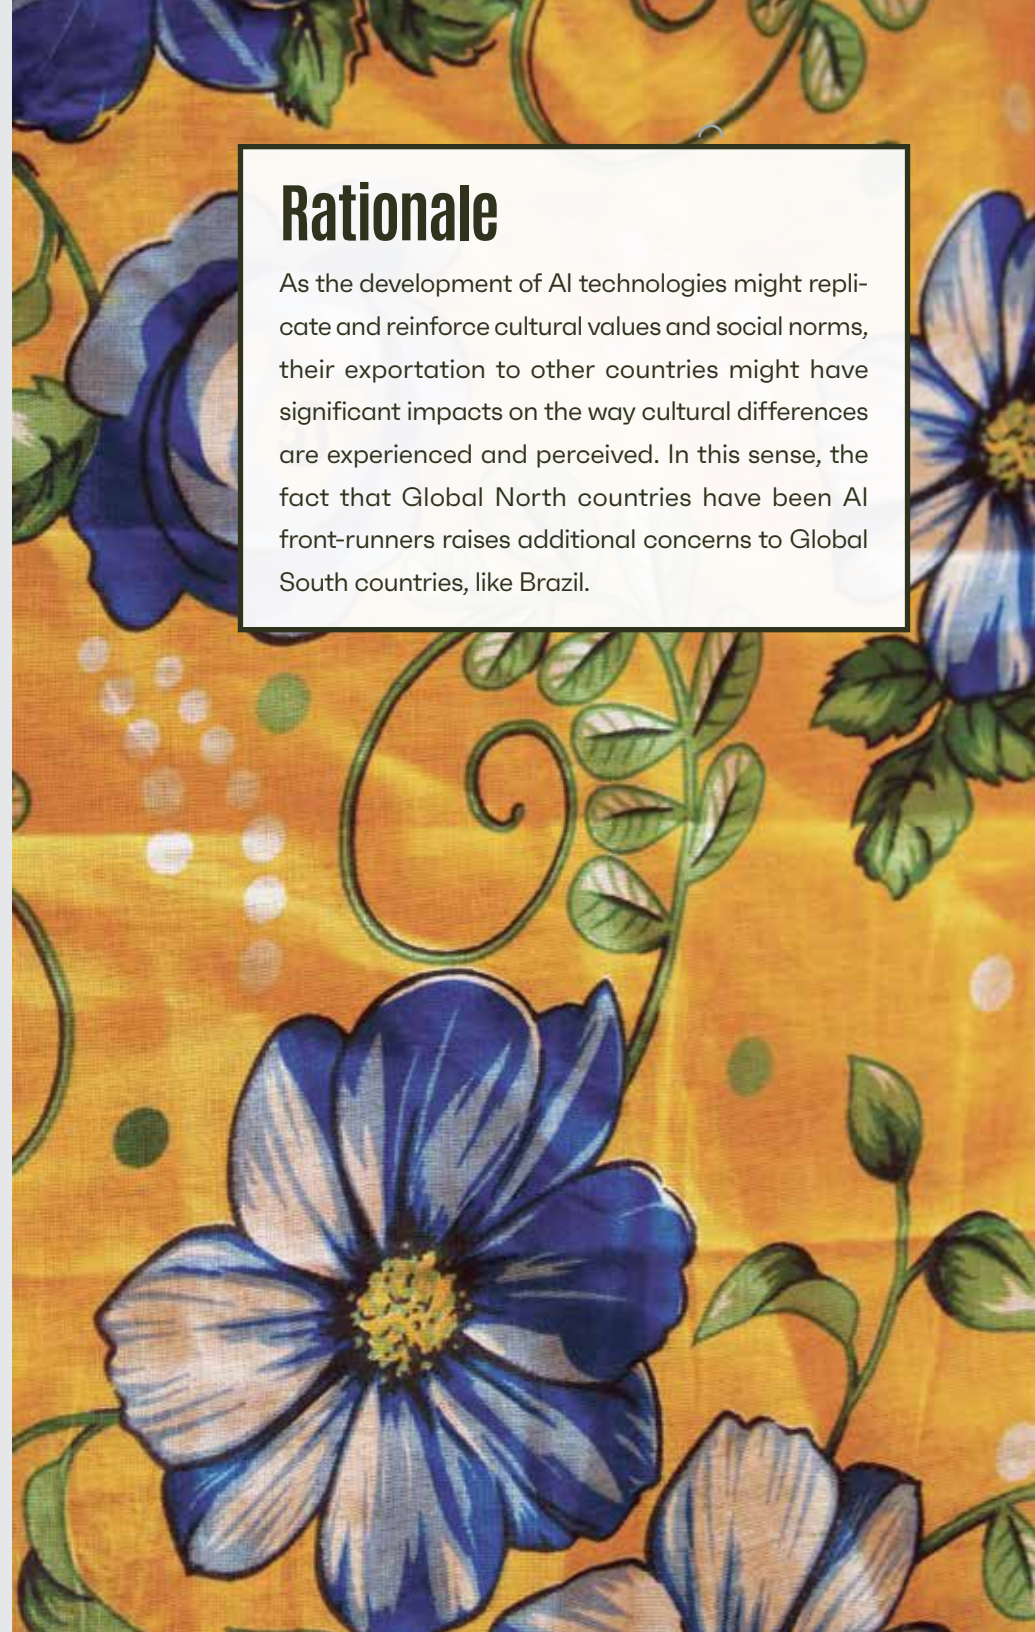 Rationale
As the development of AI technologies might repli-
cate and reinforce cultural values and social norms,
their exportation to other countries might have
significant impacts on the way cultural differences
are experienced and perceived. In this sense, the
fact that Global North countries have been AI
front-runners raises additional concerns to Global
South countries, like Brazil.